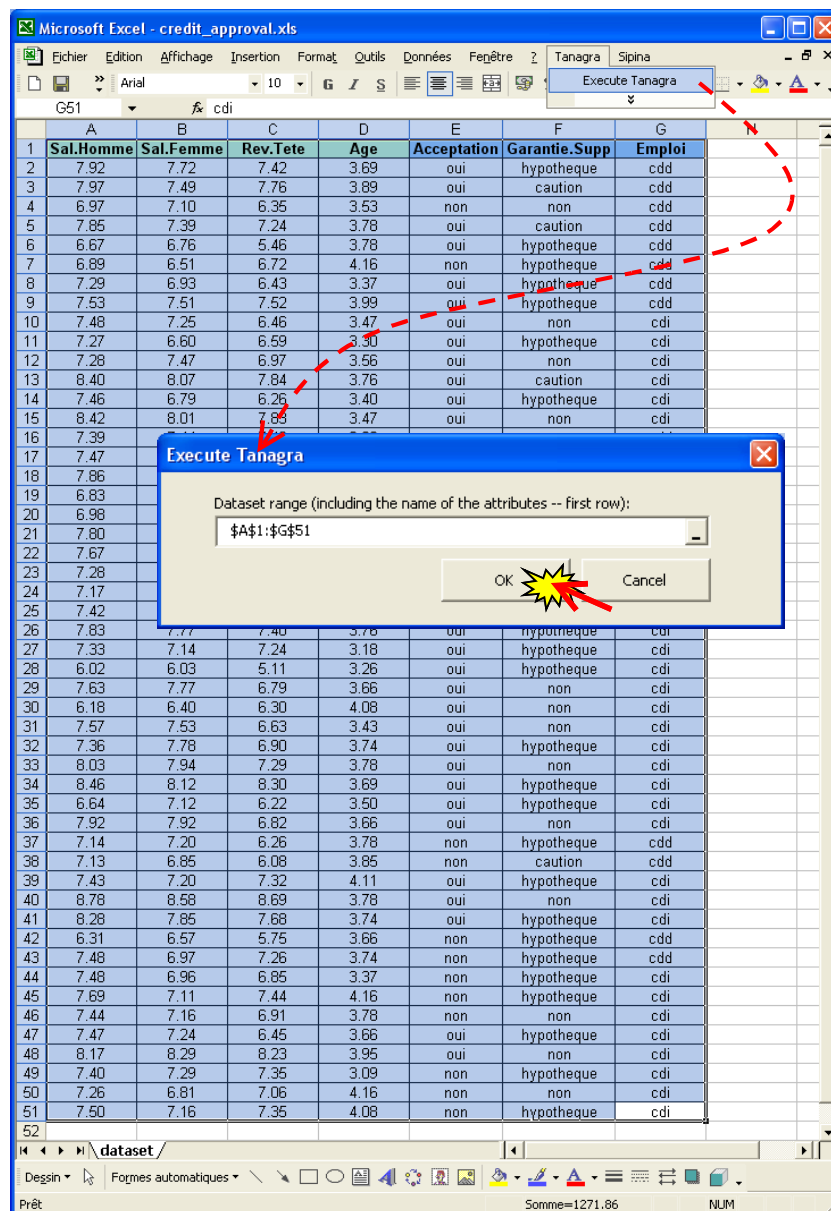 Microsoft Excel - credit_approval.xls
Fichier Edition Affichage Insertion Format Outils Données Fenêtre ? Tanagra Sipina
Arial 10 G I S Execute Tanagra
G51 fx cdi
A B C D E F G N
1 Sal.Homme Sal.Femme Rev.Tete Age Acceptation Garantie.Supp Emploi
2 7.92 7.72 7.42 3.69 oui hypotheque cdd
3 7.97 7.49 7.76 3.89 oui caution cdd
4 6.97 7.10 6.35 3.53 non non cdd
5 7.85 7.39 7.24 3.78 oui caution cdd
6 6.67 6.76 5.46 3.78 oui hypotheque cdd
7 6.89 6.51 6.72 4.16 non hypotheque cdd
8 7.29 6.93 6.43 3.37 oui hypotheque cdd
9 7.53 7.51 7.52 3.99 oui hypotheque cdd
10 7.48 7.25 6.46 3.47 oui non cdi
11 7.27 6.60 6.59 3.30 oui hypotheque cdi
12 7.28 7.47 6.97 3.56 oui non cdi
13 8.40 8.07 7.84 3.76 oui caution cdi
14 7.46 6.79 6.26 3.40 oui hypotheque cdi
15 8.42 8.01 7.83 3.47 oui non cdi
16 7.39
17 7.47
18 7.86
19 6.83
20 6.98
21 7.80
22 7.67
23 7.28
24 7.17
25 7.42
Execute Tanagra
Dataset range (including the name of the attributes -- first row):
$A$1:$G$51
OK Cancel
26 7.83 7.77 7.40 3.76 oui hypotheque cdi
27 7.33 7.14 7.24 3.18 oui hypotheque cdi
28 6.02 6.03 5.11 3.26 oui hypotheque cdi
29 7.63 7.77 6.79 3.66 oui non cdi
30 6.18 6.40 6.30 4.08 oui non cdi
31 7.57 7.53 6.63 3.43 oui non cdi
32 7.36 7.78 6.90 3.74 oui hypotheque cdi
33 8.03 7.94 7.29 3.78 oui non cdi
34 8.46 8.12 8.30 3.69 oui hypotheque cdi
35 6.64 7.12 6.22 3.50 oui hypotheque cdi
36 7.92 7.92 6.82 3.66 oui non cdi
37 7.14 7.20 6.26 3.78 non hypotheque cdd
38 7.13 6.85 6.08 3.85 non caution cdd
39 7.43 7.20 7.32 4.11 oui hypotheque cdi
40 8.78 8.58 8.69 3.78 oui non cdi
41 8.28 7.85 7.68 3.74 oui hypotheque cdi
42 6.31 6.57 5.75 3.66 non hypotheque cdd
43 7.48 6.97 7.26 3.74 non hypotheque cdd
44 7.48 6.96 6.85 3.37 non hypotheque cdi
45 7.69 7.11 7.44 4.16 non hypotheque cdi
46 7.44 7.16 6.91 3.78 non non cdi
47 7.47 7.24 6.45 3.66 oui hypotheque cdi
48 8.17 8.29 8.23 3.95 oui non cdi
49 7.40 7.29 7.35 3.09 non hypotheque cdi
50 7.26 6.81 7.06 4.16 non non cdi
51 7.50 7.16 7.35 4.08 non hypotheque cdi
52
dataset
Dessin Formes automatiques
Prêt Somme=1271.86 NUM